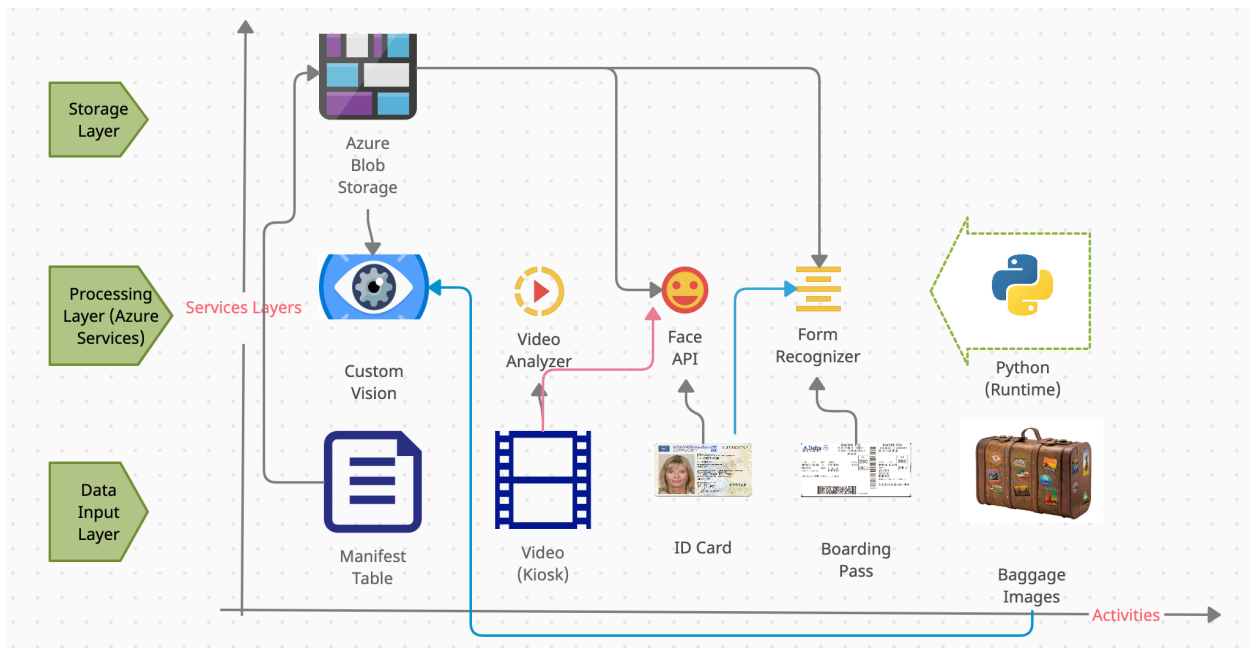 Storage
Layer
Azure
Blob
Storage
Processing
Layer (Azure
Services)
Services Layers
Custom
Vision
Video
Analyzer
Face
API
Form
Recognizer
Python
(Runtime)
Data
Input
Layer
Manifest
Table
Video
(Kiosk)
ID Card
Boarding
Pass
Baggage
Images
Activities